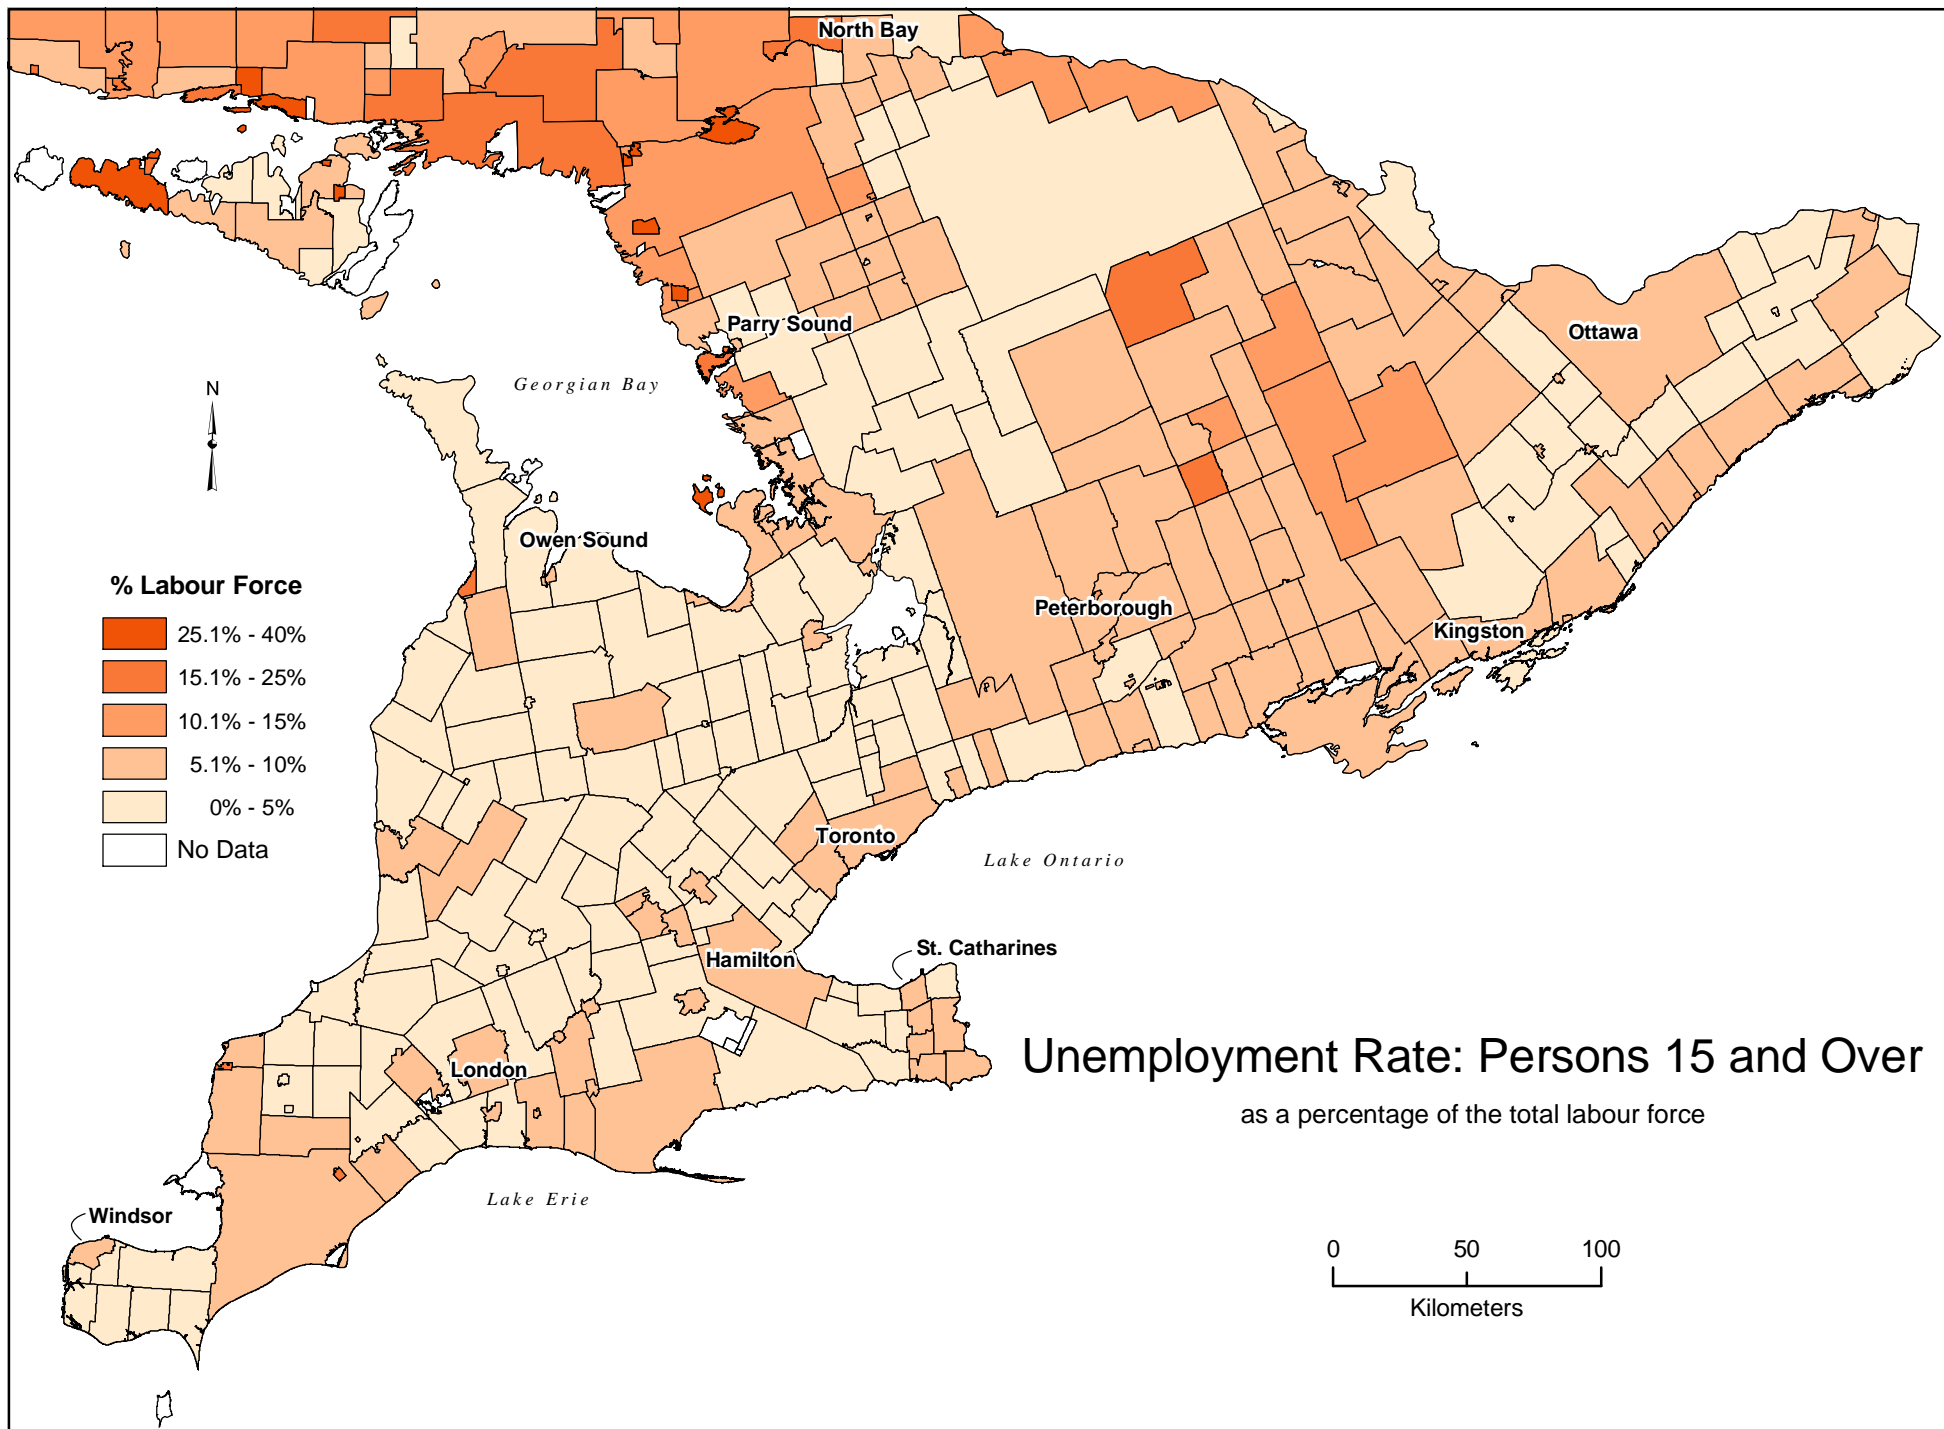 North Bay
Parry Sound
Ottawa
Georgian Bay
N
Owen Sound
% Labour Force
25.1% - 40%
15.1% - 25%
10.1% - 15%
5.1% - 10%
0% - 5%
No Data
Peterborough
Kingston
Toronto
Lake Ontario
Hamilton
St. Catharines
London
Unemployment Rate: Persons 15 and Over
as a percentage of the total labour force
Lake Erie
Windsor
0 50 100
Kilometers